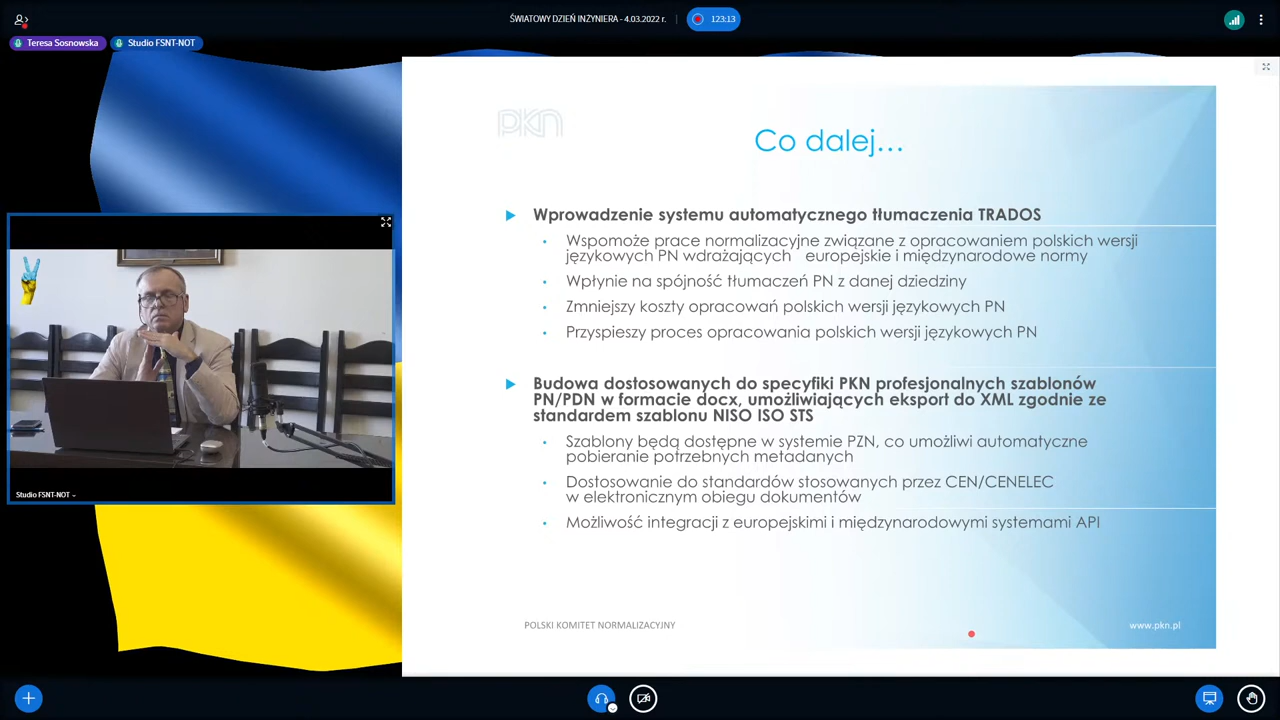 ŚWIATOWY DZIEŃ INŻYNIERA - 4.03.2022 r.
123:13
Teresa Sosnowska
Studio FSNT-NOT
pkn
Co dalej...
Wprowadzenie systemu automatycznego tłumaczenia TRADOS
Wspomoże prace normalizacyjne związane z opracowaniem polskich wersji
językowych PN wdrażających europejskie i międzynarodowe normy
Wpłynie na spójność tłumaczeń PN z danej dziedziny
Zmniejszy koszty opracowań polskich wersji językowych PN
Przyspieszy proces opracowania polskich wersji językowych PN
Budowa dostosowanych do specyfiki PKN profesjonalnych szablonów
PN/PDN w formacie docx, umożliwiających eksport do XML zgodnie ze
standardem szablonu NISO ISO STS
Szablony będą dostępne w systemie PZN, co umożliwi automatyczne
pobieranie potrzebnych metadanych
Dostosowanie do standardów stosowanych przez CEN/CENELEC
w elektronicznym obiegu dokumentów
Możliwość integracji z europejskimi i międzynarodowymi systemami API
POLSKI KOMITET NORMALIZACYJNY
www.pkn.pl
Studio FSNT-NOT